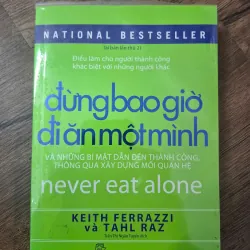 NATIONAL BESTSELLER
Tái bản lần thứ 21
Điều làm cho người thành công
khác biệt với những người khác
đừng bao giờ
đi ăn một mình
VÀ NHỮNG BÍ MẬT DẪN ĐẾN THÀNH CÔNG,
THÔNG QUA XÂY DỰNG MỐI QUAN HỆ
never eat alone
KEITH FERRAZZI
và TAHL RAZ